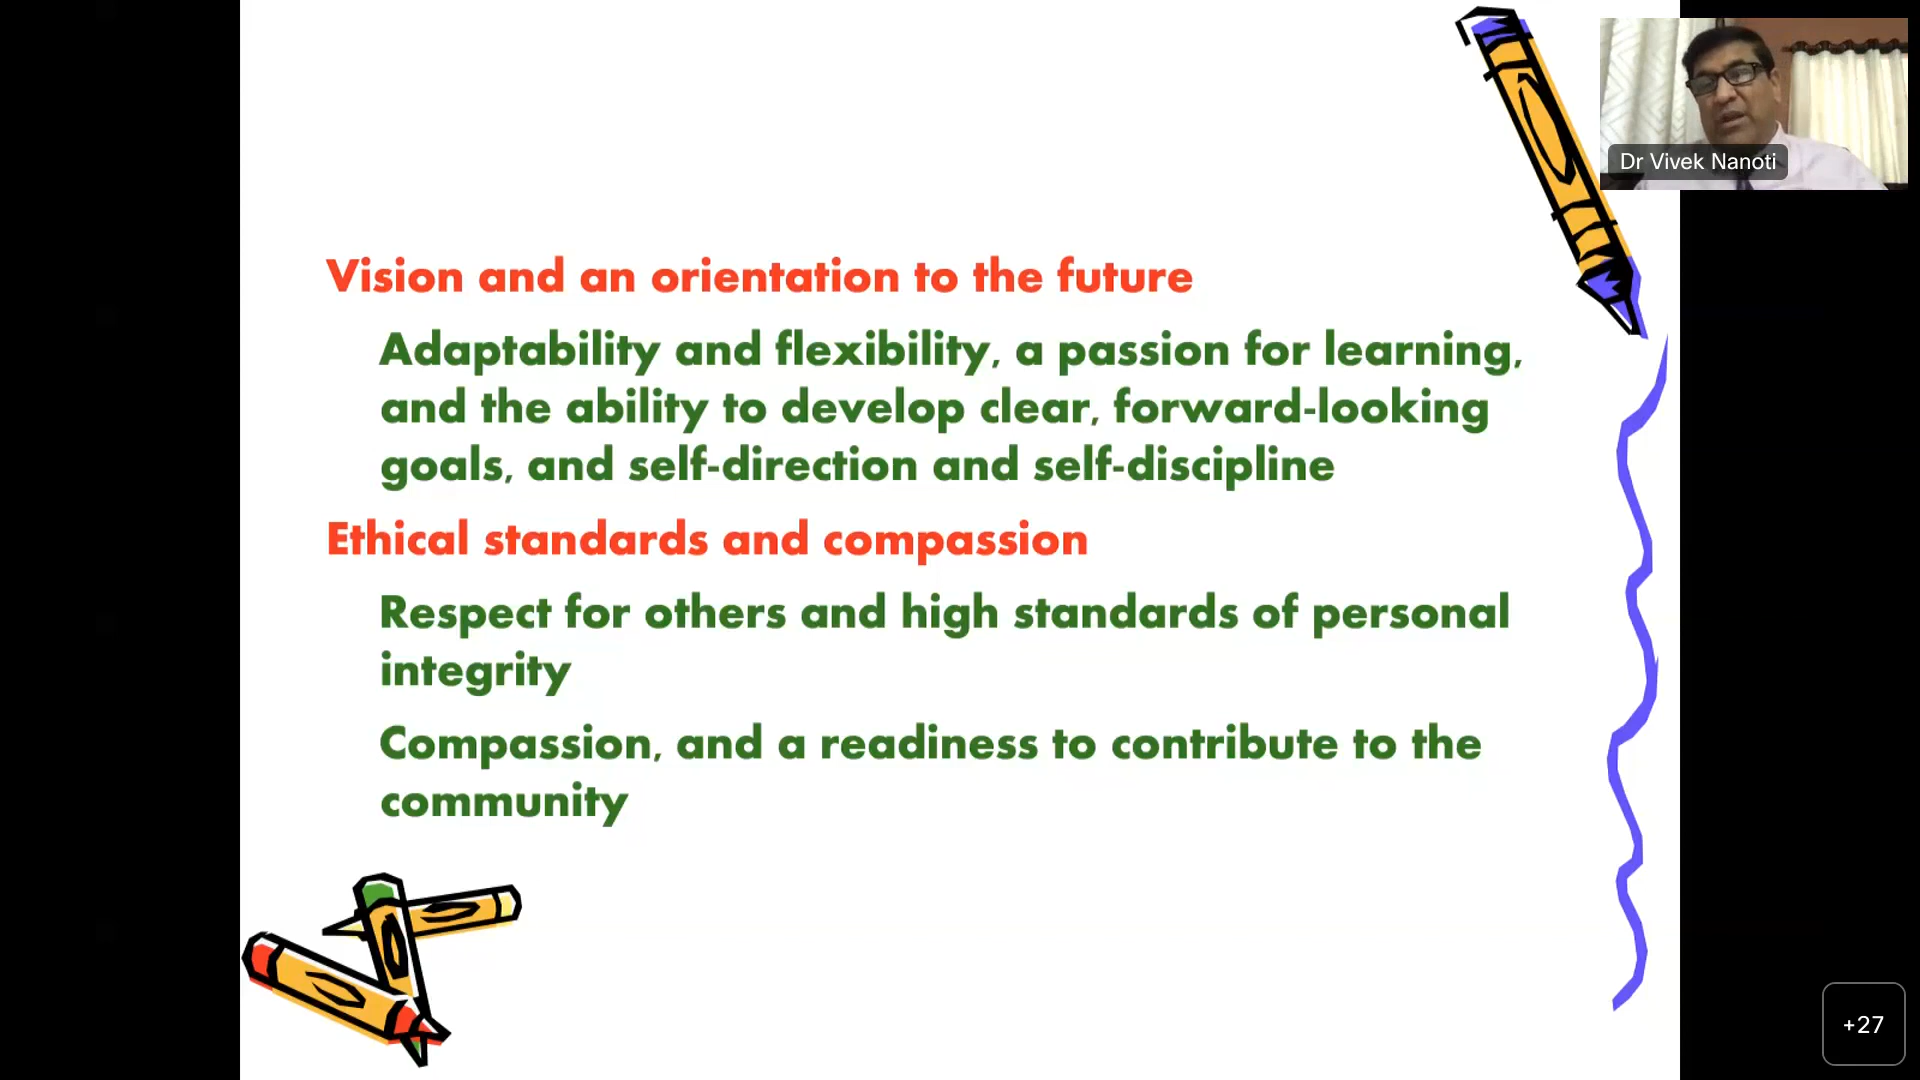 Dr Vivek Nanoti
Vision and an orientation to the future
Adaptability and flexibility, a passion for learning,
and the ability to develop clear, forward-looking
goals, and self-direction and self-discipline
Ethical standards and compassion
Respect for others and high standards of personal
integrity
Compassion, and a readiness to contribute to the
community
+27